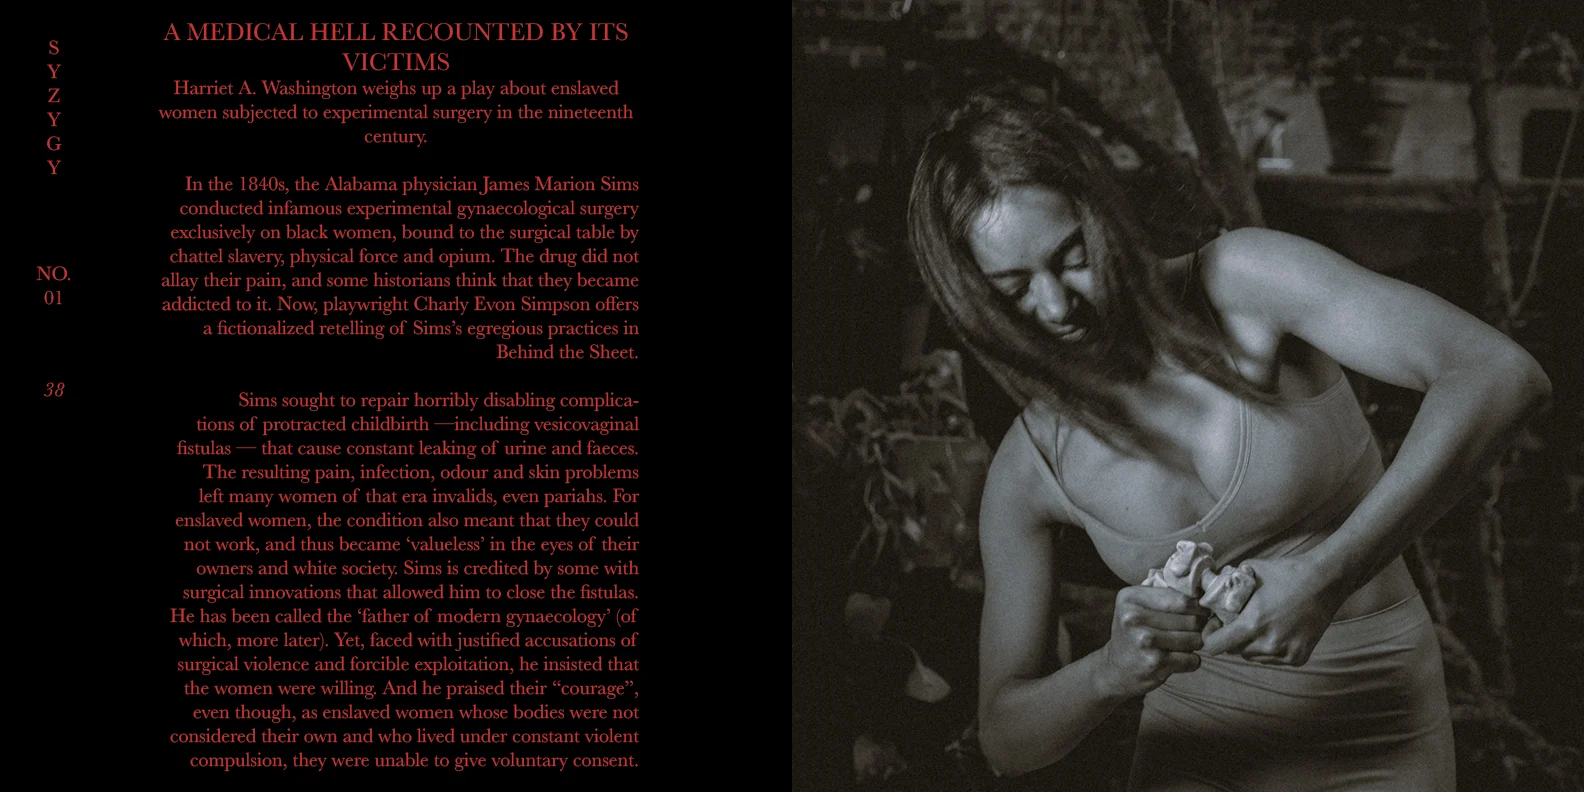 S
Y
Z
Y
G
Y
NO.
01
38
A MEDICAL HELL RECOUNTED BY ITS
VICTIMS
Harriet A. Washington weighs up a play about enslaved
women subjected to experimental surgery in the nineteenth
century.
In the 1840s, the Alabama physician James Marion Sims
conducted infamous experimental gynaecological surgery
exclusively on black women, bound to the surgical table by
chattel slavery, physical force and opium. The drug did not
allay their pain, and some historians think that they became
addicted to it. Now, playwright Charly Evon Simpson offers
a fictionalized retelling of Sims’s egregious practices in
Behind the Sheet.
Sims sought to repair horribly disabling complica-
tions of protracted childbirth —including vesicovaginal
fistulas — that cause constant leaking of urine and faeces.
The resulting pain, infection, odour and skin problems
left many women of that era invalids, even pariahs. For
enslaved women, the condition also meant that they could
not work, and thus became ‘valueless’ in the eyes of their
owners and white society. Sims is credited by some with
surgical innovations that allowed him to close the fistulas.
He has been called the ‘father of modern gynaecology’ (of
which, more later). Yet, faced with justified accusations of
surgical violence and forcible exploitation, he insisted that
the women were willing. And he praised their “courage”,
even though, as enslaved women whose bodies were not
considered their own and who lived under constant violent
compulsion, they were unable to give voluntary consent.